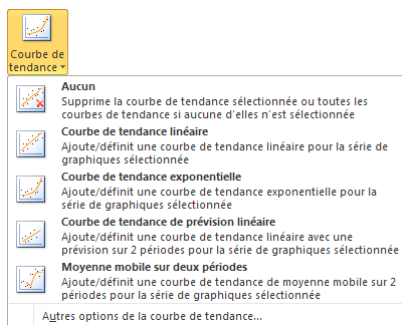 Courbe de
tendance
Aucun
Supprime la courbe de tendance sélectionnée ou toutes les
courbes de tendance si aucune d'elles n'est sélectionnée
Courbe de tendance linéaire
Ajoute/définit une courbe de tendance linéaire pour la série de
graphiques sélectionnée
Courbe de tendance exponentielle
Ajoute/définit une courbe de tendance exponentielle pour la
série de graphiques sélectionnée
Courbe de tendance de prévision linéaire
Ajoute/définit une courbe de tendance linéaire avec une
prévision sur 2 périodes pour la série de graphiques sélectionnée
Moyenne mobile sur deux périodes
Ajoute/définit une courbe de tendance de moyenne mobile sur 2
périodes pour la série de graphiques sélectionnée
Autres options de la courbe de tendance...